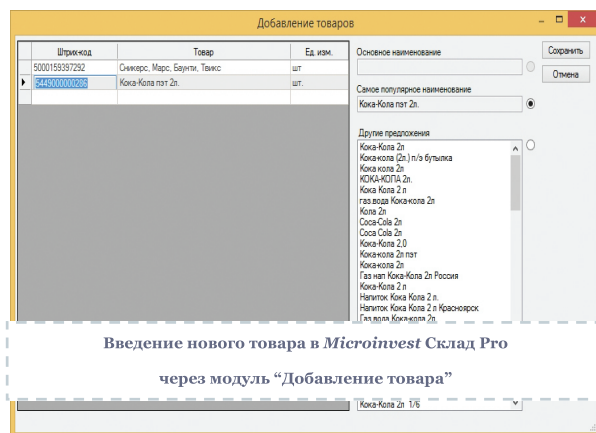 Добавление товаров
Штрих-код Товар Ед. изм.
5000159397292 Сникерс, Марс, Баунти, Твикс шт
5449000000286 Кока-Кола пэт 2л. шт.
Основное наименование
Сохранить
Отмена
Самое популярное наименование
Кока-Кола пэт 2л.
Другие предложения
Кока-Кола 2л
Кока-кола (2л.) п/э бутылка
Кока кола 2л
КОКА-КОПА 2л.
Кока Кола 2 л
газ.вода Кока-кола 2л
Кола 2л
Coca-Cola 2л
Coca Cola 2л
Кока-Кола 2,0
Кока-кола 2л пэт
Кока-кола 2л
Газ нап Кока-Кола 2л Россия
Кока-Кола 2 л
Напиток Кока Кола 2 л.
Напиток Кока Кола 2 л Красноярск
Газ.вода Кока-кола 2л.
Введение нового товара в Microinvest Склад Pro
через модуль “Добавление товара”
Кока-Кола 2л 1/6